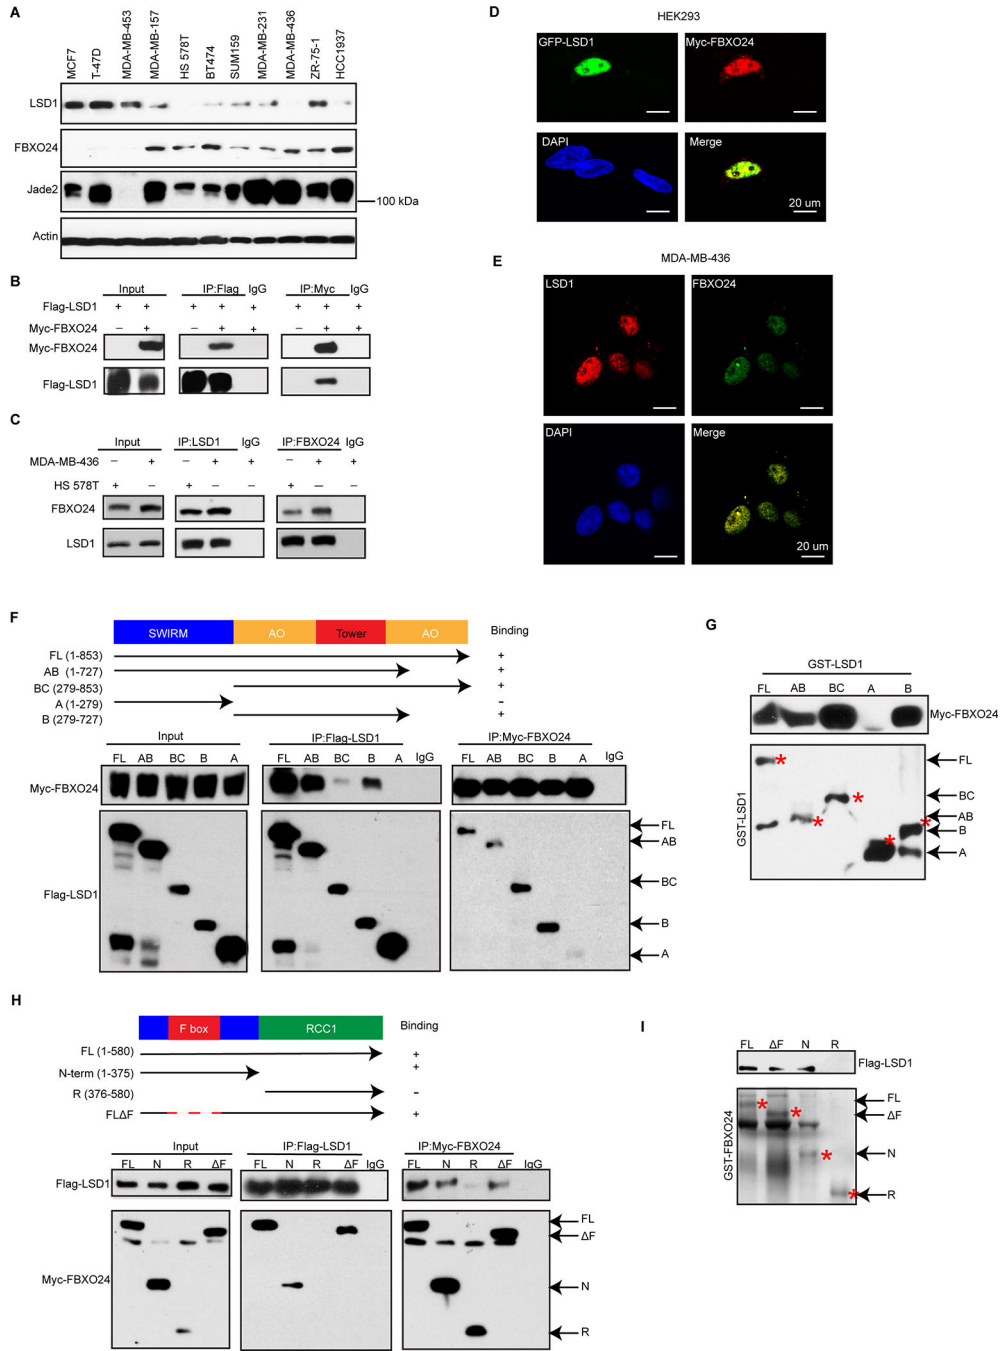 A
MCF7 T-47D MDA-MB-453 MDA-MB-157 HS 578T BT474 SUM159 MDA-MB-231 MDA-MB-436 ZR-75-1 HCC1937
LSD1
FBXO24
Jade2
100 kDa
Actin
B
Input IP:Flag IgG IP:Myc IgG
Flag-LSD1 + + + + + + + +
Myc-FBXO24 – + – + + – + +
Myc-FBXO24
Flag-LSD1
C
Input IP:LSD1 IgG IP:FBXO24 IgG
MDA-MB-436 – + – + + – + +
HS 578T + – + – – + – –
FBXO24
LSD1
D
HEK293
GFP-LSD1 Myc-FBXO24
DAPI Merge
20 um
E
MDA-MB-436
LSD1 FBXO24
DAPI Merge
20 um
F
SWIRM AO Tower AO Binding
FL (1-853) +
AB (1-727) +
BC (279-853) +
A (1-279) –
B (279-727) +
Input IP:Flag-LSD1 IP:Myc-FBXO24
FL AB BC B A FL AB BC B A IgG FL AB BC B A IgG
Myc-FBXO24
Flag-LSD1
FL
AB
BC
B
A
G
GST-LSD1
FL AB BC A B
Myc-FBXO24
GST-LSD1
FL
BC
AB
B
A
* * * * *
H
F box RCC1 Binding
FL (1-580) +
N-term (1-375) +
R (376-580) –
FLΔF +
Input IP:Flag-LSD1 IP:Myc-FBXO24
FL N R ΔF FL N R ΔF IgG FL N R ΔF IgG
Flag-LSD1
Myc-FBXO24
FL
ΔF
N
R
I
FL ΔF N R
Flag-LSD1
GST-FBXO24
FL
ΔF
N
R
* * * *